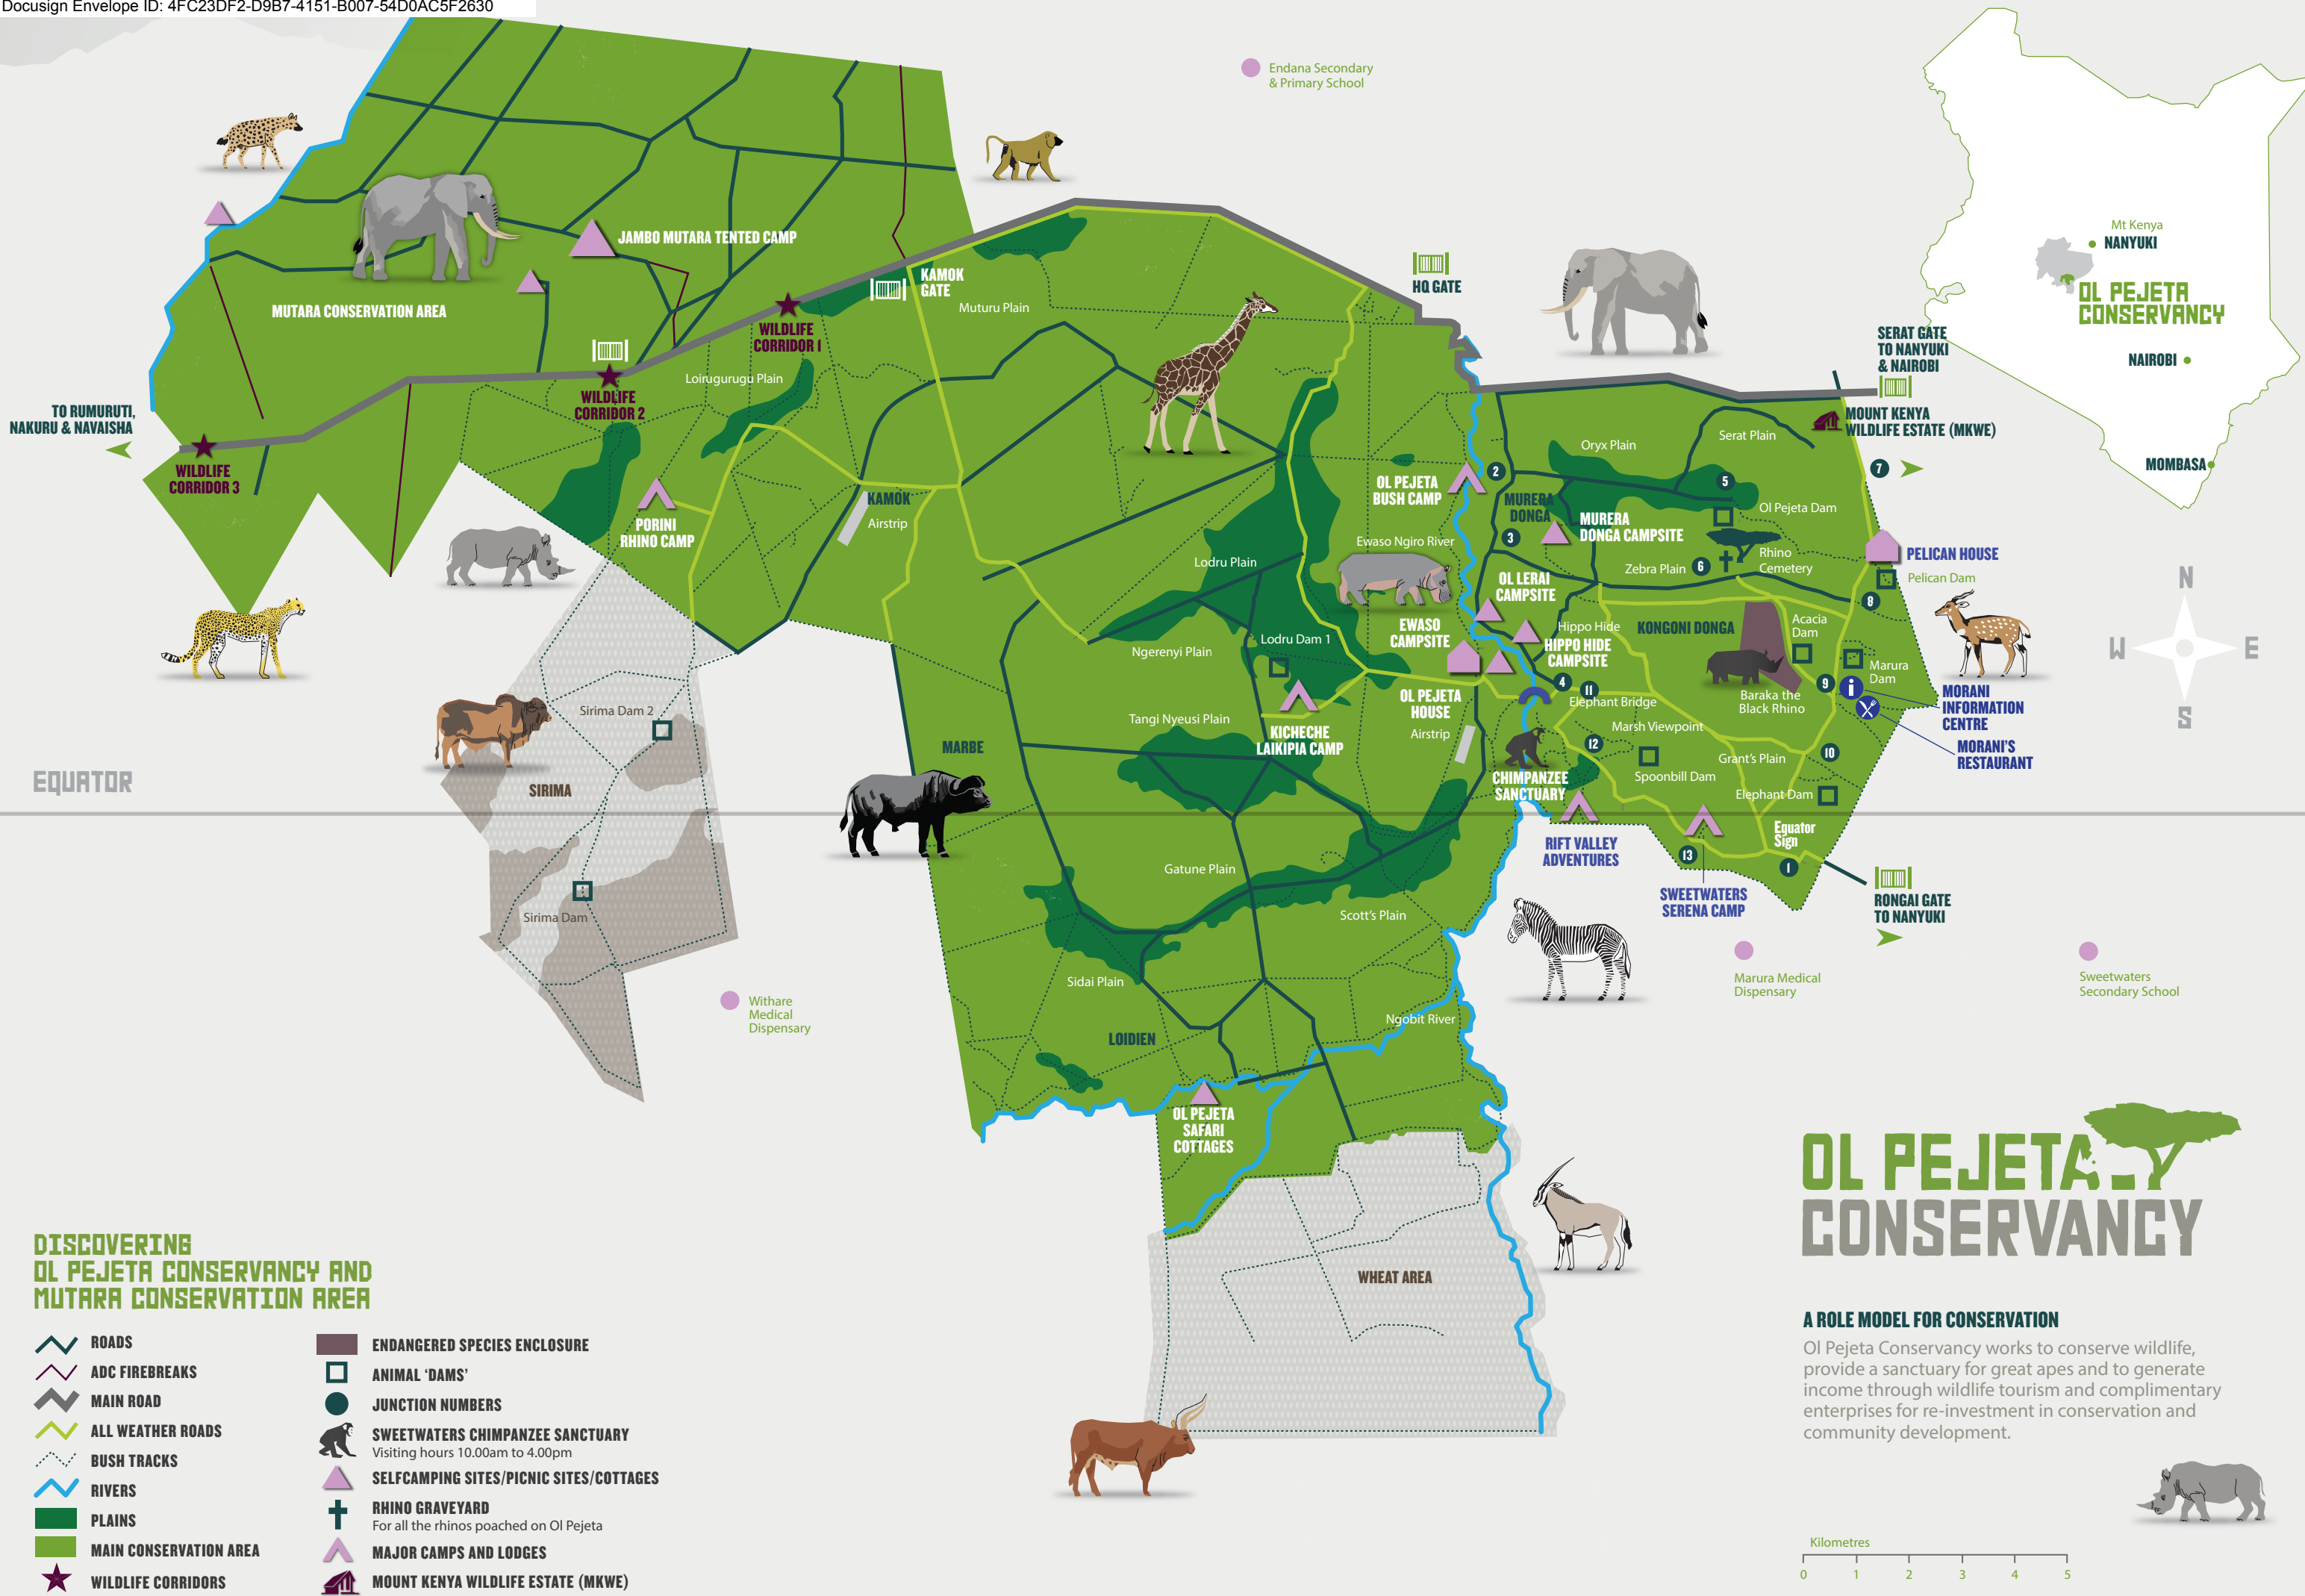 Docusign Envelope ID: 4FC23DF2-D9B7-4151-B007-54D0AC5F2630
Endana Secondary
& Primary School
Mt Kenya
NANYUKI
OL PEJETA
CONSERVANCY
NAIROBI
MOMBASA
JAMBO MUTARA TENTED CAMP
MUTARA CONSERVATION AREA
KAMOK
GATE
Muturu Plain
HQ GATE
SERAT GATE
TO NANYUKI
& NAIROBI
MOUNT KENYA
WILDLIFE ESTATE (MKWE)
WILDLIFE
CORRIDOR 1
WILDLIFE
CORRIDOR 2
Loirugurugu Plain
TO RUMURUTI,
NAKURU & NAVAISHA
WILDLIFE
CORRIDOR 3
PORINI
RHINO CAMP
KAMOK
Airstrip
Oryx Plain
Serat Plain
7
OL PEJETA
BUSH CAMP
2
5
MURERA
DONGA
MURERA
DONGA CAMPSITE
Ol Pejeta Dam
3
Ewaso Ngiro River
Rhino
Cemetery
Zebra Plain
6
PELICAN HOUSE
Pelican Dam
8
Lodru Plain
OL LERAI
CAMPSITE
EWASO
CAMPSITE
Hippo Hide
HIPPO HIDE
CAMPSITE
KONGONI DONGA
Acacia
Dam
Lodru Dam 1
Ngerenyi Plain
Marura
Dam
9
4
11
Baraka the
Black Rhino
MORANI
INFORMATION
CENTRE
MORANI'S
RESTAURANT
OL PEJETA
HOUSE
Elephant Bridge
Airstrip
Marsh Viewpoint
12
Grant's Plain
10
Spoonbill Dam
Elephant Dam
Tangi Nyeusi Plain
KICHECHE
LAIKIPIA CAMP
MARBE
Sirima Dam 2
SIRIMA
CHIMPANZEE
SANCTUARY
EQUATOR
RIFT VALLEY
ADVENTURES
Equator
Sign
13
1
SWEETWATERS
SERENA CAMP
RONGAI GATE
TO NANYUKI
Gatune Plain
Scott's Plain
Sirima Dam
Sidai Plain
Marura Medical
Dispensary
Sweetwaters
Secondary School
Withare
Medical
Dispensary
Ngobit River
LOIDIEN
OL PEJETA
SAFARI
COTTAGES
WHEAT AREA
N
W
E
S
OL PEJETA
CONSERVANCY
A ROLE MODEL FOR CONSERVATION
Ol Pejeta Conservancy works to conserve wildlife,
provide a sanctuary for great apes and to generate
income through wildlife tourism and complimentary
enterprises for re-investment in conservation and
community development.
Kilometres
0 1 2 3 4 5
DISCOVERING
OL PEJETA CONSERVANCY AND
MUTARA CONSERVATION AREA
ROADS
ADC FIREBREAKS
MAIN ROAD
ALL WEATHER ROADS
BUSH TRACKS
RIVERS
PLAINS
MAIN CONSERVATION AREA
WILDLIFE CORRIDORS
ENDANGERED SPECIES ENCLOSURE
ANIMAL 'DAMS'
JUNCTION NUMBERS
SWEETWATERS CHIMPANZEE SANCTUARY
Visiting hours 10.00am to 4.00pm
SELFCAMPING SITES/PICNIC SITES/COTTAGES
RHINO GRAVEYARD
For all the rhinos poached on Ol Pejeta
MAJOR CAMPS AND LODGES
MOUNT KENYA WILDLIFE ESTATE (MKWE)